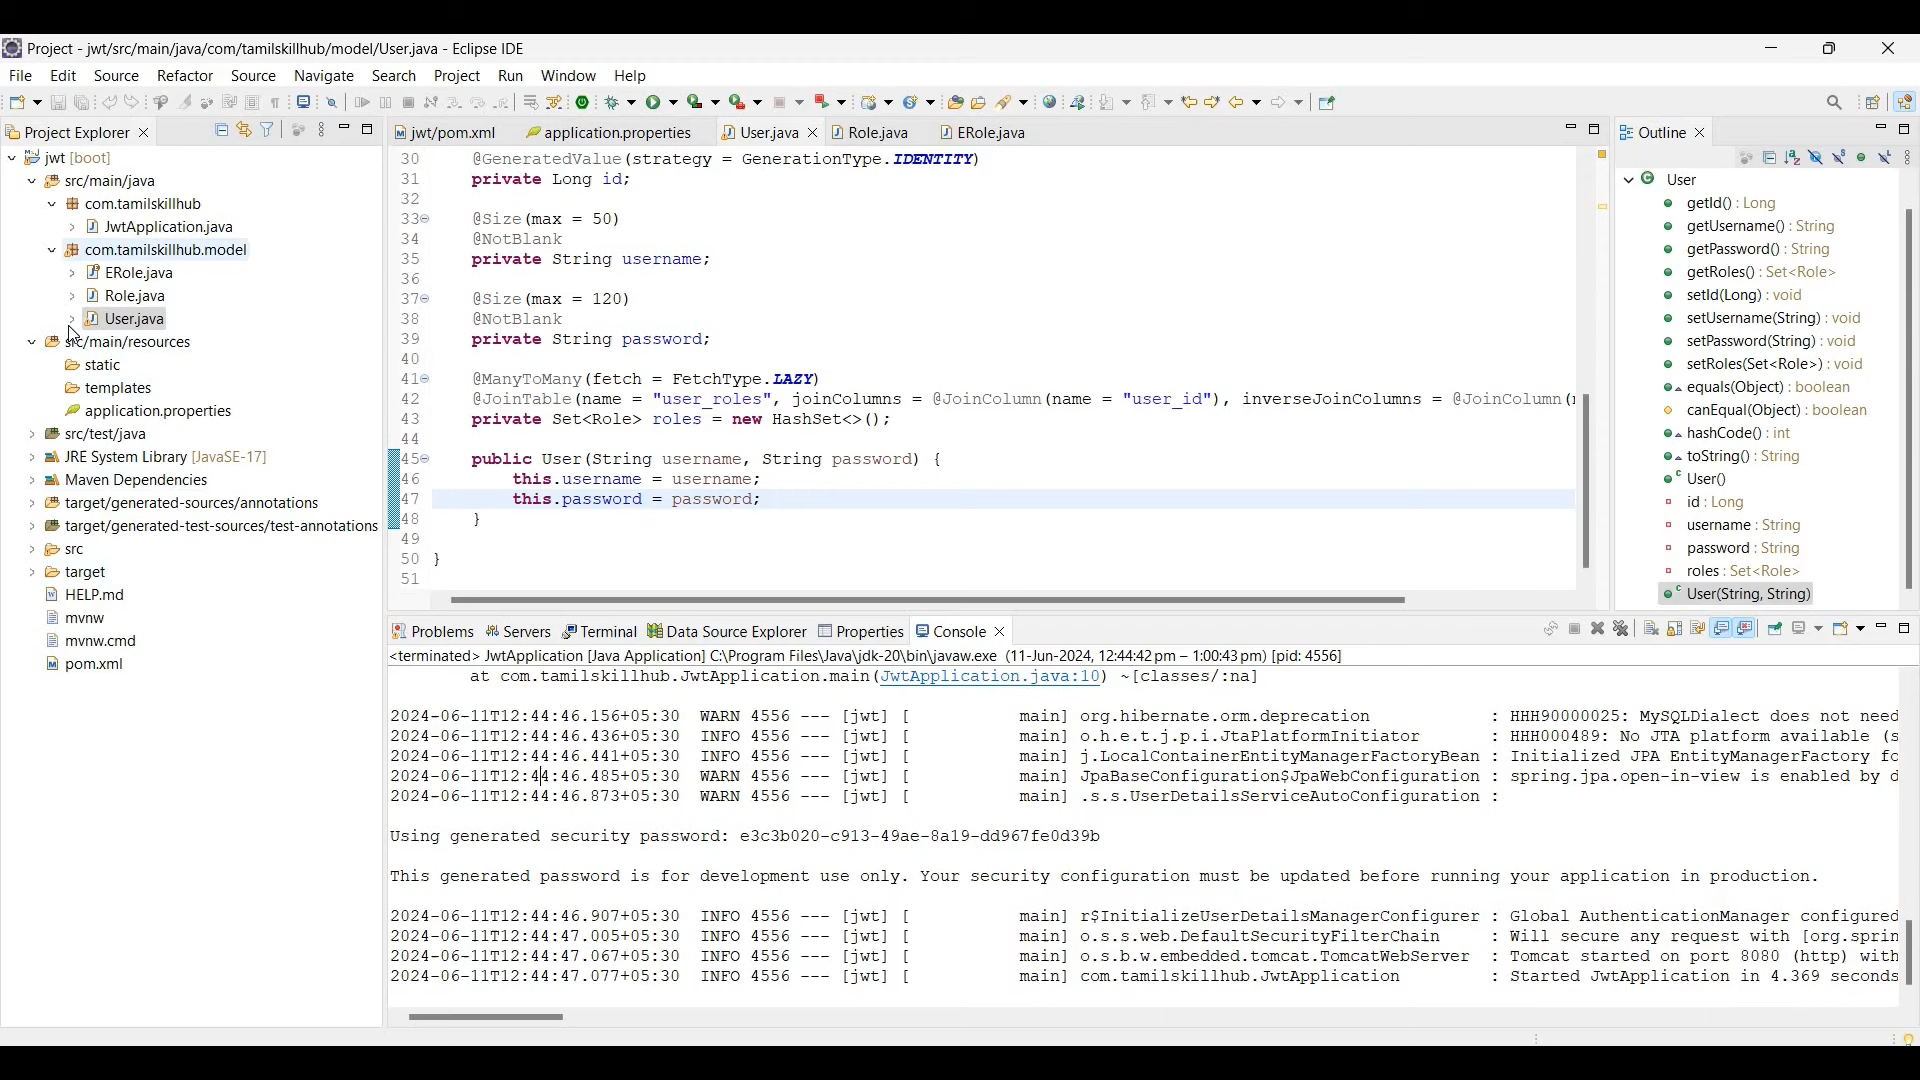 Project - jwt/src/main/java/com/tamilskillhub/model/User.java - Eclipse IDE
File Edit Source Refactor Source Navigate Search Project Run Window Help
Project Explorer
jwt [boot]
src/main/java
com.tamilskillhub
JwtApplication.java
com.tamilskillhub.model
ERole.java
Role.java
User.java
src/main/resources
static
templates
application.properties
src/test/java
JRE System Library [JavaSE-17]
Maven Dependencies
target/generated-sources/annotations
target/generated-test-sources/test-annotations
src
target
HELP.md
mvnw
mvnw.cmd
pom.xml
jwt/pom.xml application.properties User.java Role.java ERole.java
30 @GeneratedValue(strategy = GenerationType.IDENTITY)
31 private Long id;
32
33 @Size(max = 50)
34 @NotBlank
35 private String username;
36
37 @Size(max = 120)
38 @NotBlank
39 private String password;
40
41 @ManyToMany(fetch = FetchType.LAZY)
42 @JoinTable(name = "user_roles", joinColumns = @JoinColumn(name = "user_id"), inverseJoinColumns = @JoinColumn(
43 private Set<Role> roles = new HashSet<>();
44
45 public User(String username, String password) {
46 this.username = username;
47 this.password = password;
48 }
49
50 }
51
Outline
User
getId() : Long
getUsername() : String
getPassword() : String
getRoles() : Set<Role>
setId(Long) : void
setUsername(String) : void
setPassword(String) : void
setRoles(Set<Role>) : void
equals(Object) : boolean
canEqual(Object) : boolean
hashCode() : int
toString() : String
User()
id : Long
username : String
password : String
roles : Set<Role>
User(String, String)
Problems Servers Terminal Data Source Explorer Properties Console
<terminated> JwtApplication [Java Application] C:\Program Files\Java\jdk-20\bin\javaw.exe (11-Jun-2024, 12:44:42 pm – 1:00:43 pm) [pid: 4556]
at com.tamilskillhub.JwtApplication.main(JwtApplication.java:10) ~[classes/:na]
2024-06-11T12:44:46.156+05:30 WARN 4556 --- [jwt] [ main] org.hibernate.orm.deprecation : HHH90000025: MySQLDialect does not need
2024-06-11T12:44:46.436+05:30 INFO 4556 --- [jwt] [ main] o.h.e.t.j.p.i.JtaPlatformInitiator : HHH000489: No JTA platform available (s
2024-06-11T12:44:46.441+05:30 INFO 4556 --- [jwt] [ main] j.LocalContainerEntityManagerFactoryBean : Initialized JPA EntityManagerFactory fo
2024-06-11T12:44:46.485+05:30 WARN 4556 --- [jwt] [ main] JpaBaseConfiguration$JpaWebConfiguration : spring.jpa.open-in-view is enabled by d
2024-06-11T12:44:46.873+05:30 WARN 4556 --- [jwt] [ main] .s.s.UserDetailsServiceAutoConfiguration :
Using generated security password: e3c3b020-c913-49ae-8a19-dd967fe0d39b
This generated password is for development use only. Your security configuration must be updated before running your application in production.
2024-06-11T12:44:46.907+05:30 INFO 4556 --- [jwt] [ main] r$InitializeUserDetailsManagerConfigurer : Global AuthenticationManager configured
2024-06-11T12:44:47.005+05:30 INFO 4556 --- [jwt] [ main] o.s.s.web.DefaultSecurityFilterChain : Will secure any request with [org.sprin
2024-06-11T12:44:47.067+05:30 INFO 4556 --- [jwt] [ main] o.s.b.w.embedded.tomcat.TomcatWebServer : Tomcat started on port 8080 (http) with
2024-06-11T12:44:47.077+05:30 INFO 4556 --- [jwt] [ main] com.tamilskillhub.JwtApplication : Started JwtApplication in 4.369 seconds